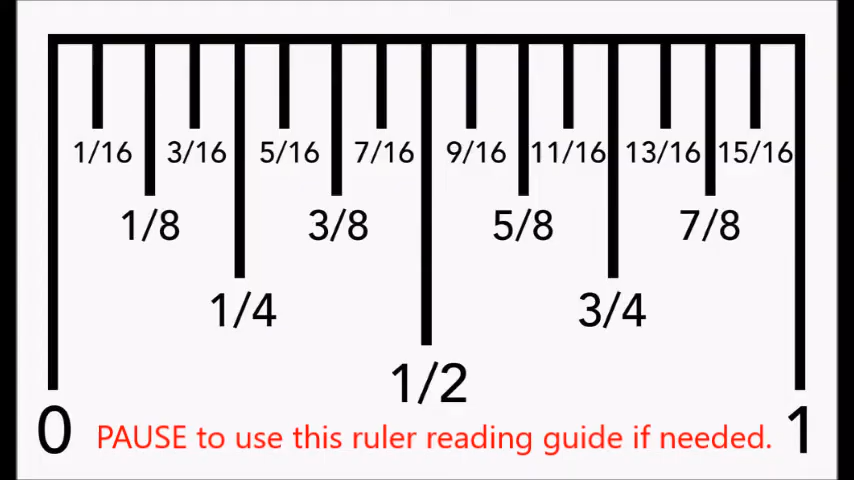 1/16 3/16 5/16 7/16 9/16 11/16 13/16 15/16
1/8 3/8 5/8 7/8
1/4 3/4
1/2
0 PAUSE to use this ruler reading guide if needed. 1